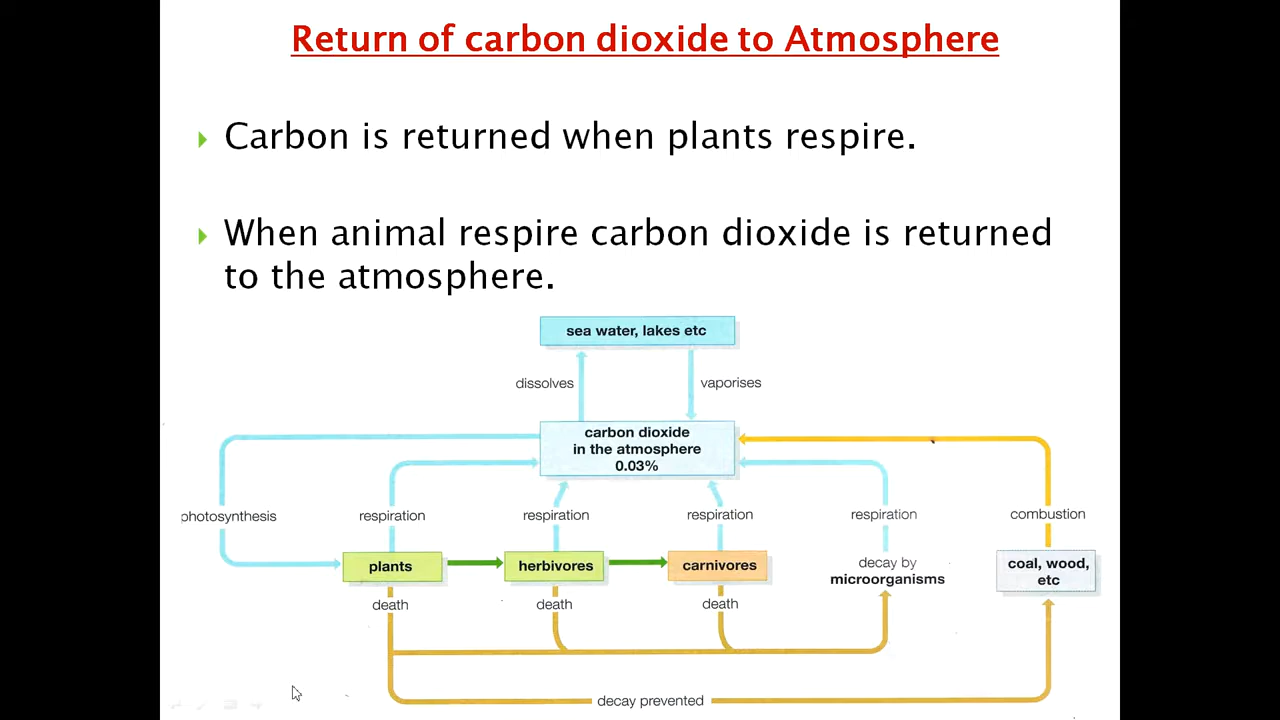 Return of carbon dioxide to Atmosphere
Carbon is returned when plants respire.
When animal respire carbon dioxide is returned
to the atmosphere.
sea water, lakes etc
dissolves
vaporises
carbon dioxide
in the atmosphere
0.03%
photosynthesis
respiration
respiration
respiration
respiration
combustion
plants
herbivores
carnivores
decay by
microorganisms
coal, wood,
etc
death
death
death
decay prevented